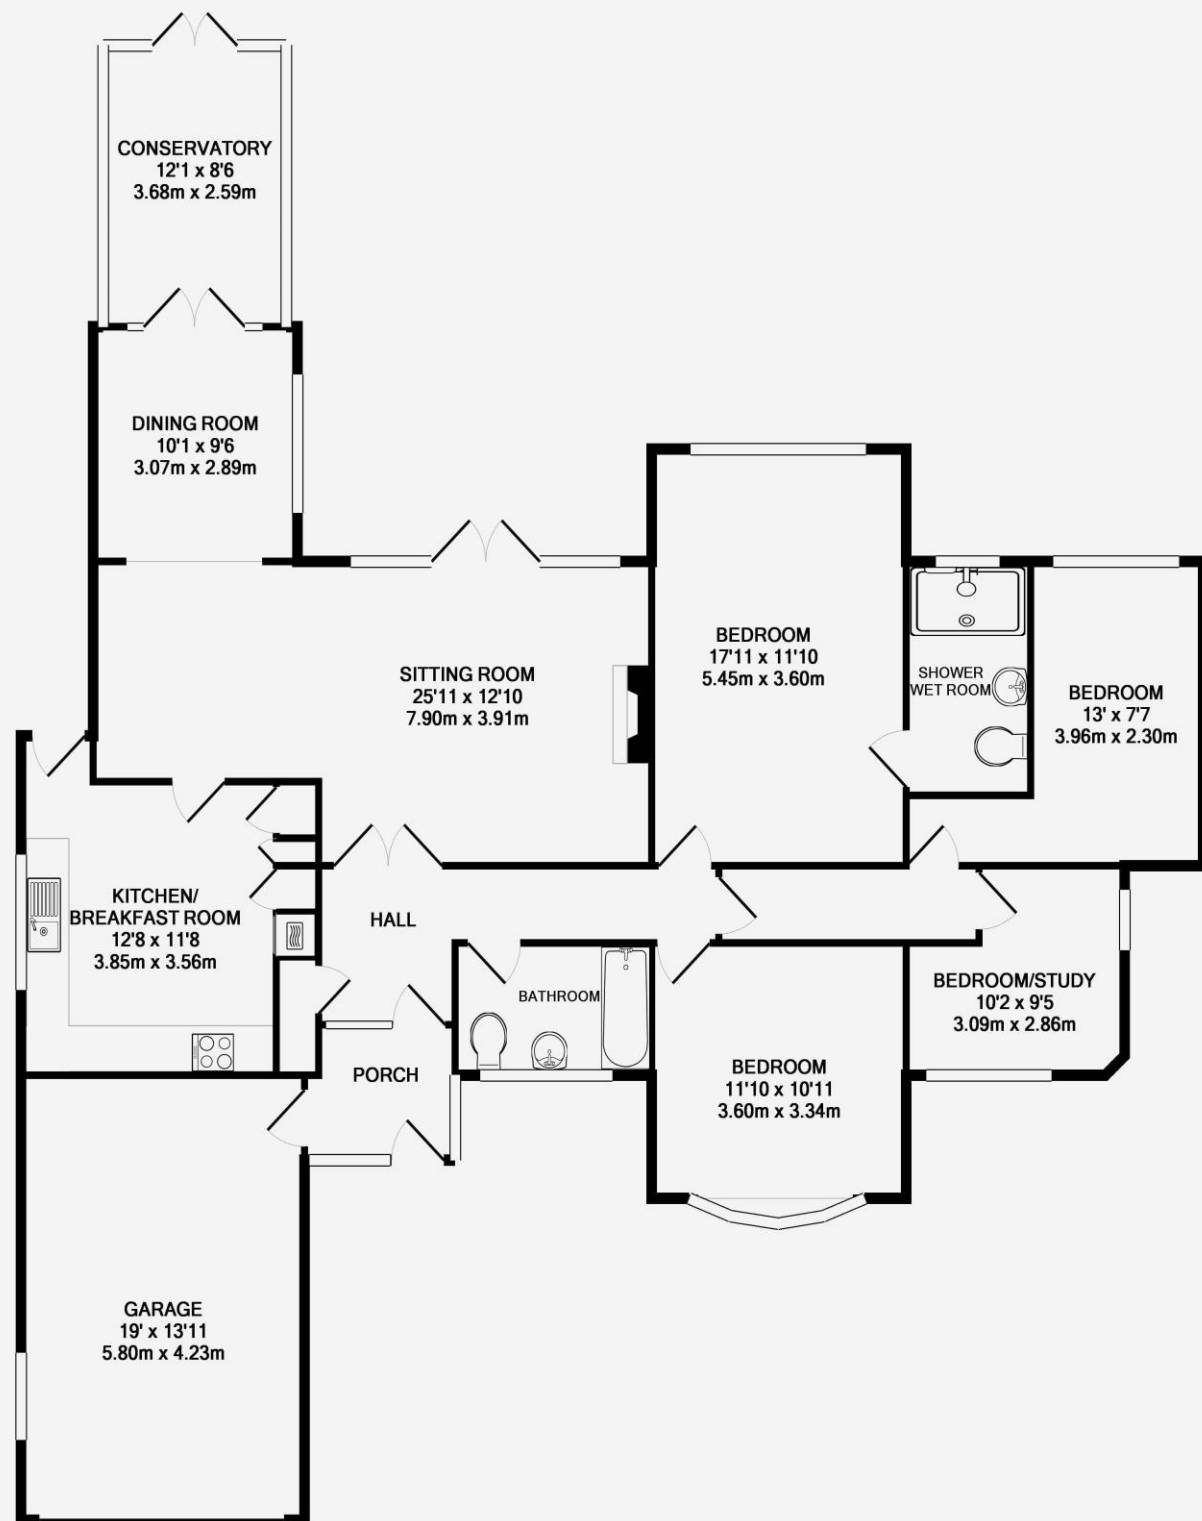 CONSERVATORY
12'1 x 8'6
3.68m x 2.59m
DINING ROOM
10'1 x 9'6
3.07m x 2.89m
SITTING ROOM
25'11 x 12'10
7.90m x 3.91m
BEDROOM
17'11 x 11'10
5.45m x 3.60m
SHOWER
WET ROOM
BEDROOM
13' x 7'7
3.96m x 2.30m
KITCHEN/
BREAKFAST ROOM
12'8 x 11'8
3.85m x 3.56m
HALL
BATHROOM
BEDROOM/STUDY
10'2 x 9'5
3.09m x 2.86m
PORCH
BEDROOM
11'10 x 10'11
3.60m x 3.34m
GARAGE
19' x 13'11
5.80m x 4.23m